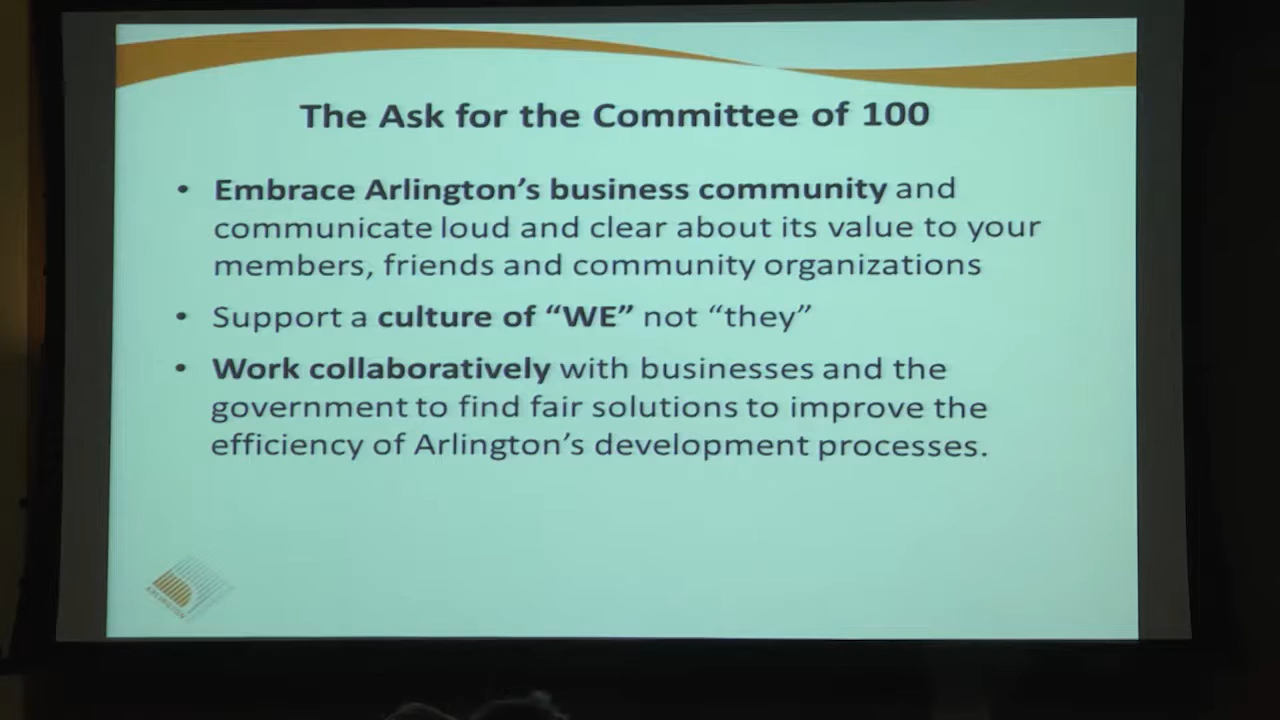 The Ask for the Committee of 100
• Embrace Arlington's business community and
communicate loud and clear about its value to your
members, friends and community organizations
• Support a culture of “WE” not “they”
• Work collaboratively with businesses and the
government to find fair solutions to improve the
efficiency of Arlington's development processes.
ARLINGTON